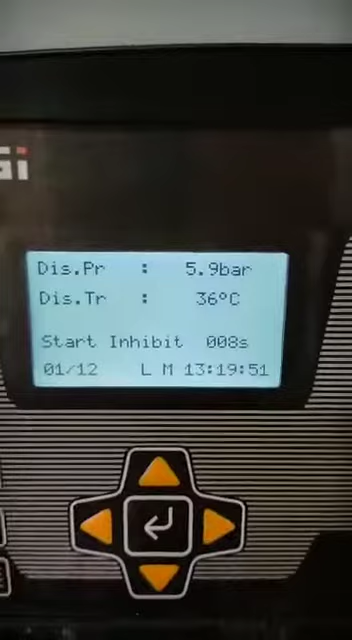 Dis.Pr : 5.9bar
Dis.Tr : 36°C
Start Inhibit 008s
01/12 L M 13:19:51